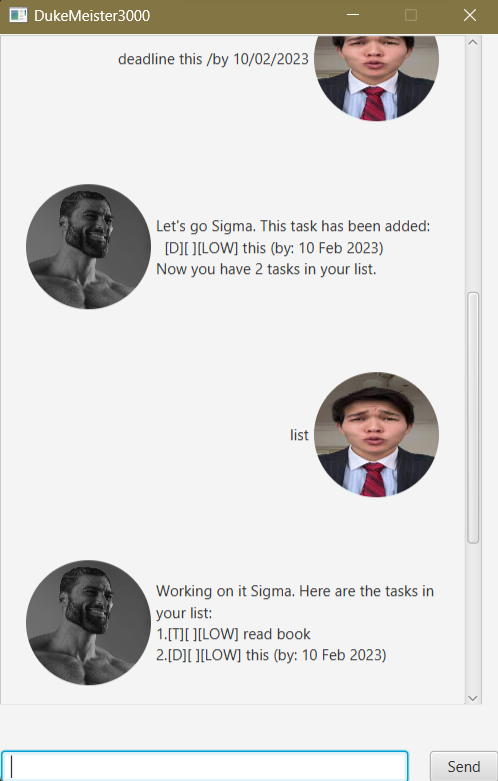 DukeMeister3000
deadline this /by 10/02/2023
Let's go Sigma. This task has been added:
[D][ ][LOW] this (by: 10 Feb 2023)
Now you have 2 tasks in your list.
list
Working on it Sigma. Here are the tasks in
your list:
1.[T][ ][LOW] read book
2.[D][ ][LOW] this (by: 10 Feb 2023)
Send